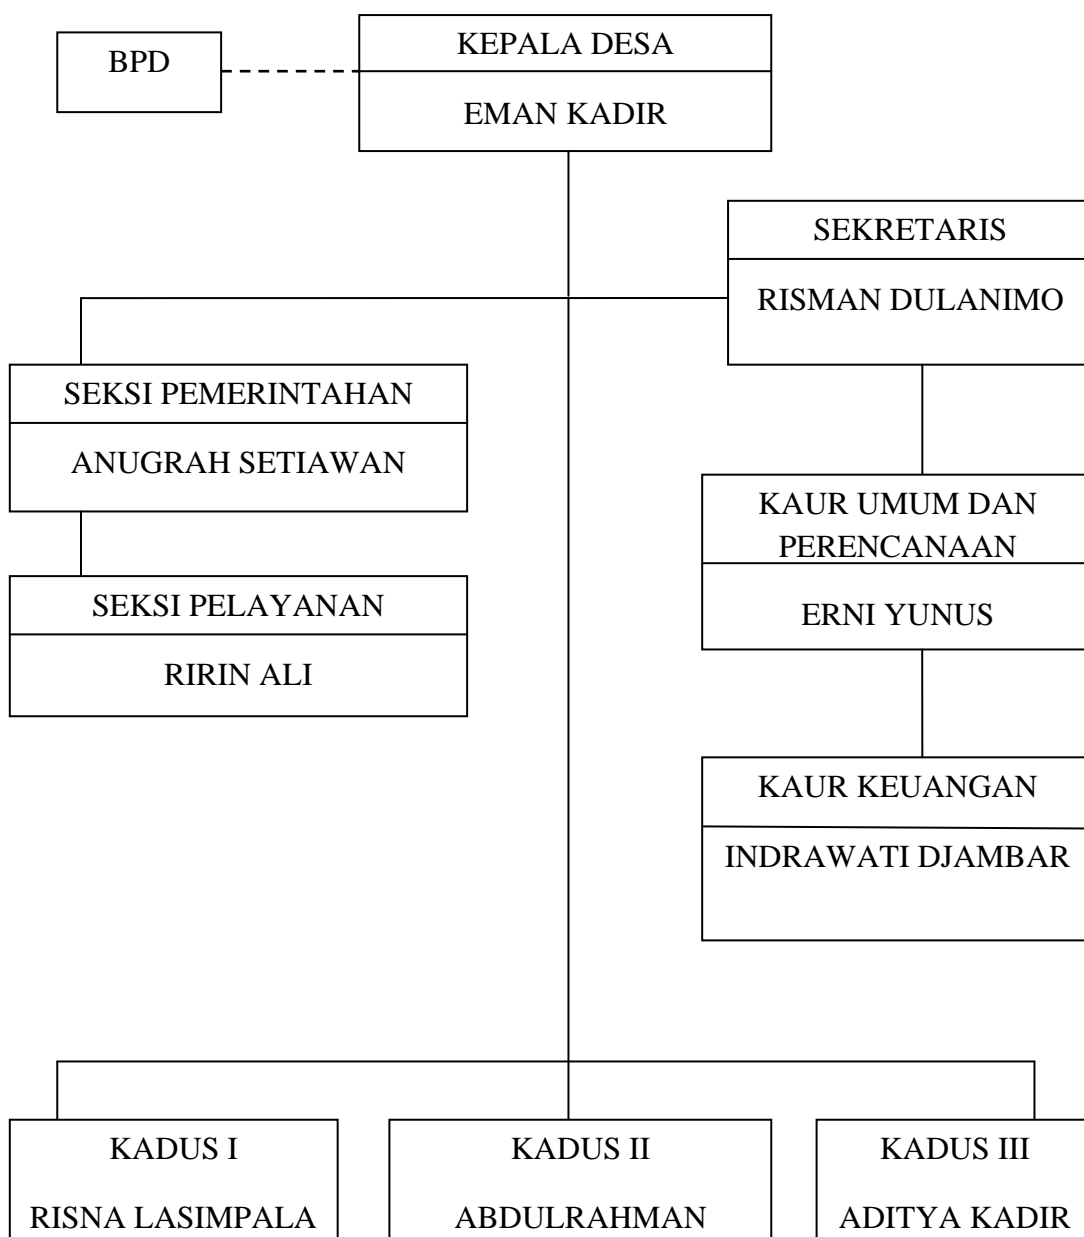 BPD
KEPALA DESA
EMAN KADIR
SEKRETARIS
RISMAN DULANIMO
SEKSI PEMERINTAHAN
ANUGRAH SETIAWAN
SEKSI PELAYANAN
RIRIN ALI
KAUR UMUM DAN
PERENCANAAN
ERNI YUNUS
KAUR KEUANGAN
INDRAWATI DJAMBAR
KADUS I
RISNA LASIMPALA
KADUS II
ABDULRAHMAN
KADUS III
ADITYA KADIR